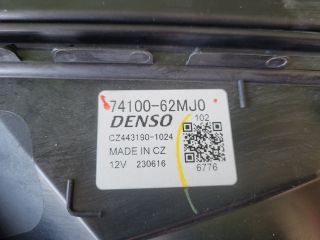 74100-62MJ0
DENSO
102
CZ443190-1024
MADE IN CZ
12V 230616
6776